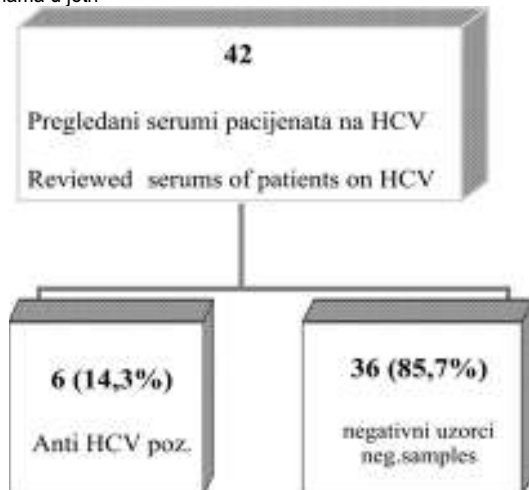 42
Pregledani serumi pacijenata na HCV
Reviewed serums of patients on HCV
6 (14,3%)
Anti HCV poz.
36 (85,7%)
negativni uzorci
neg.samples